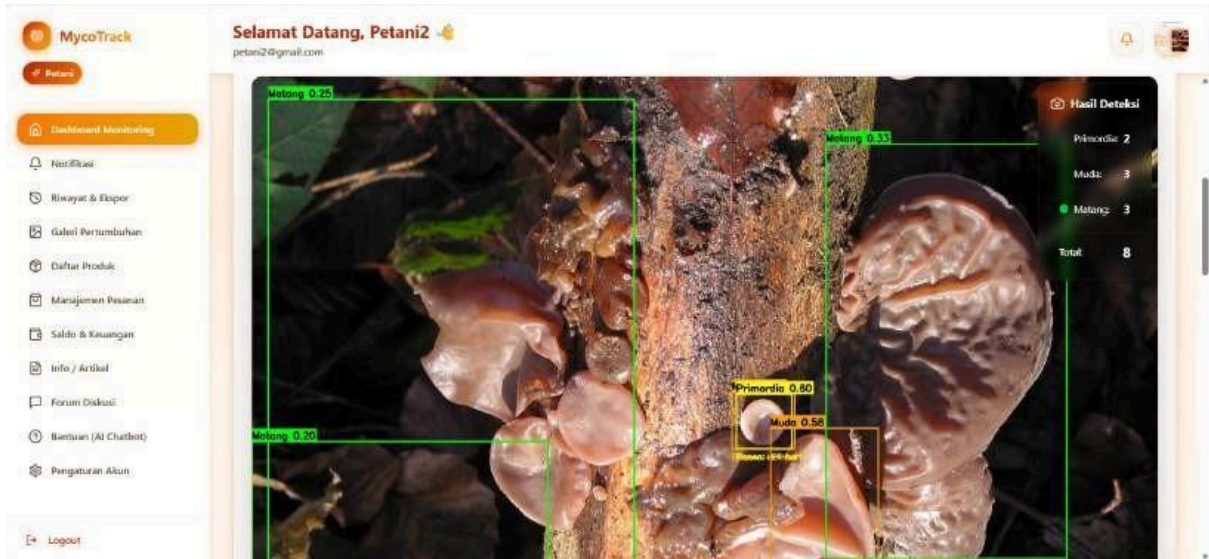 MycoTrack
Petani
Selamat Datang, Petani2
petani2@gmail.com
Dashboard Monitoring
Notifikasi
Riwayat & Ekspor
Galeri Pertumbuhan
Daftar Produk
Manajemen Pesanan
Saldo & Keuangan
Info / Artikel
Forum Diskusi
Bantuan (AI Chatbot)
Pengaturan Akun
Logout
Matang 0.25
Matang 0.33
Matang 0.20
Primordia 0.60
Muda 0.58
Hasil Deteksi
Primordia: 2
Muda: 3
Matang: 3
Total: 8